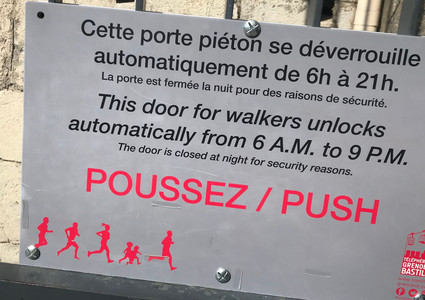 Cette porte piéton se déverrouille
automatiquement de 6h à 21h.
La porte est fermée la nuit pour des raisons de sécurité.
This door for walkers unlocks
automatically from 6 A.M. to 9 P.M.
The door is closed at night for security reasons.
POUSSEZ / PUSH